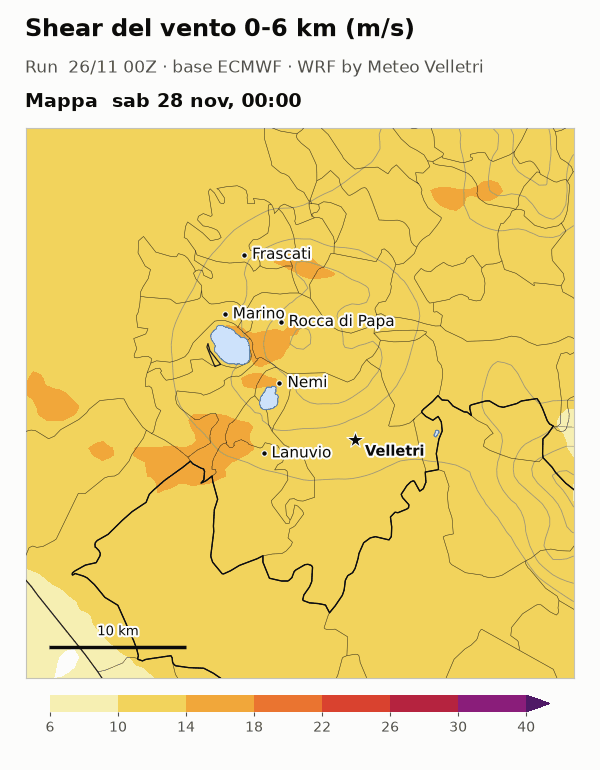 Shear del vento 0-6 km (m/s)
Run  26/11 00Z · base ECMWF · WRF by Meteo Velletri
Mappa  sab 28 nov, 00:00
Frascati
Marino
Rocca di Papa
Nemi
Velletri
Lanuvio
10 km
6 10 14 18 22 26 30 40